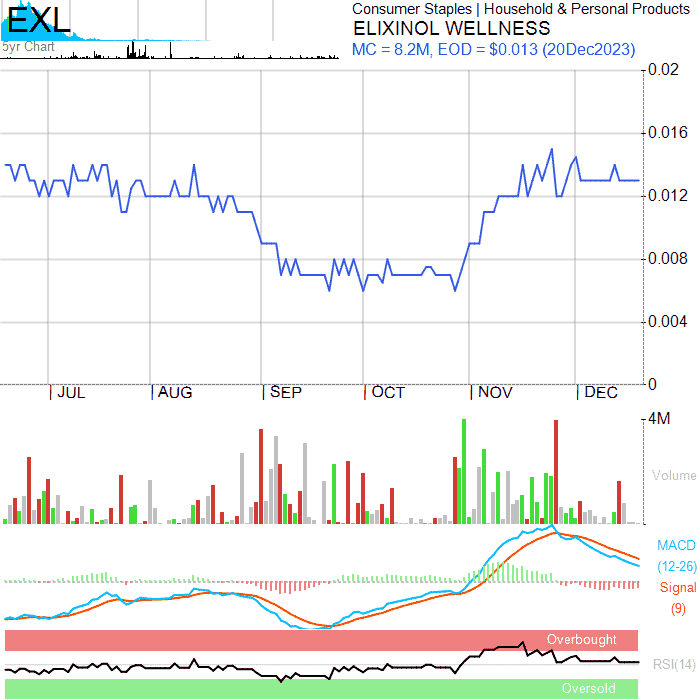 EXL
5yr Chart
Consumer Staples | Household & Personal Products
ELIXINOL WELLNESS
MC = 8.2M, EOD = $0.013 (20Dec2023)
0.02
0.016
0.012
0.008
0.004
0
JUL AUG SEP OCT NOV DEC
4M
Volume
MACD
(12-26)
Signal
(9)
Overbought
RSI(14)
Oversold